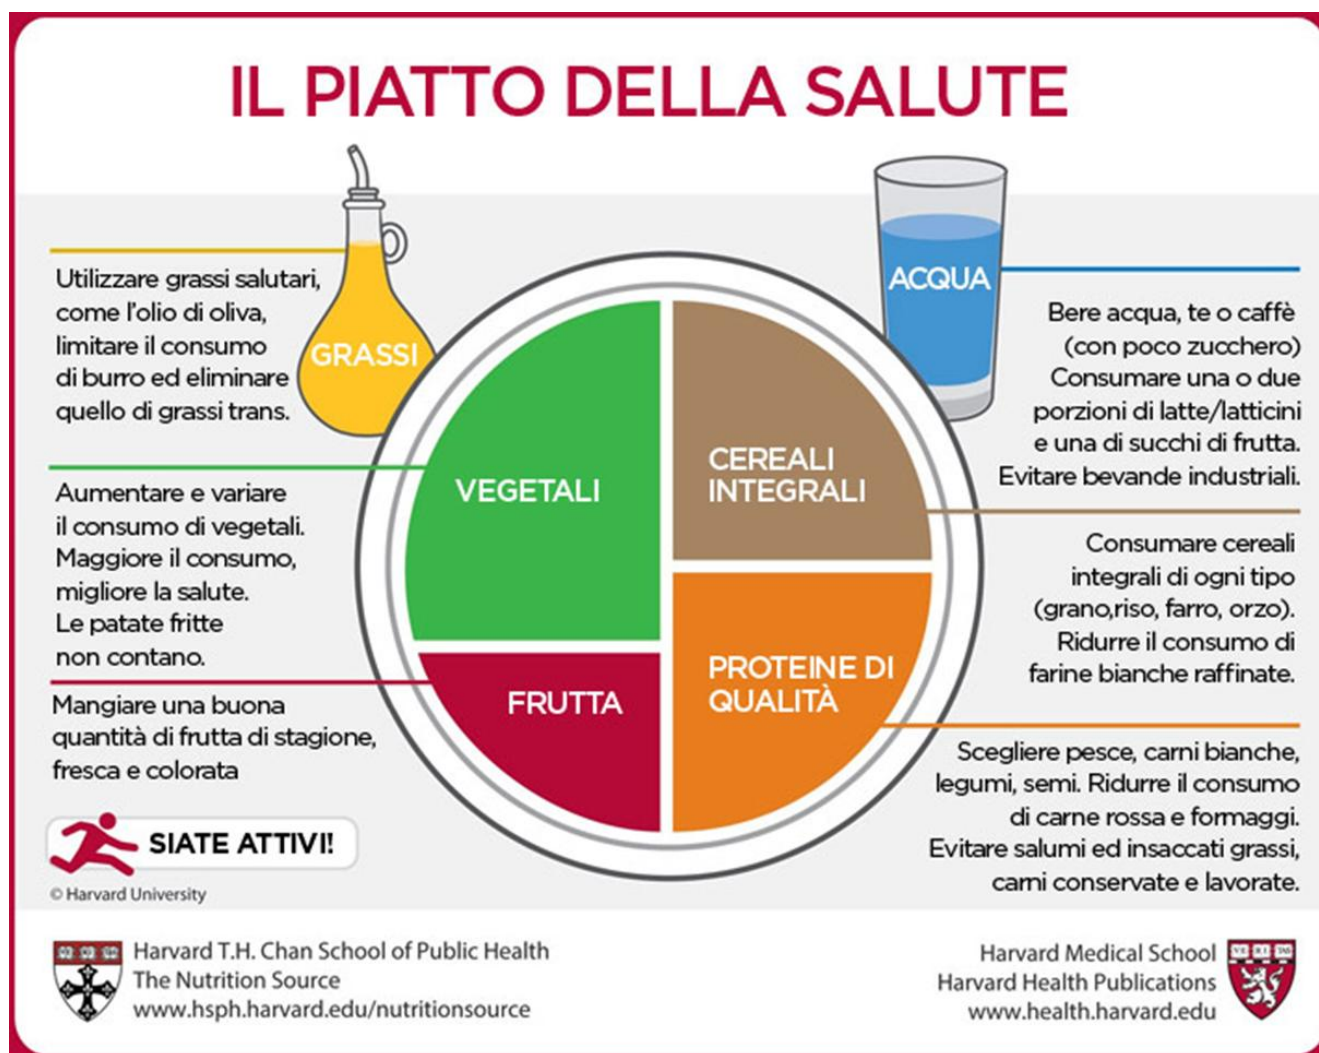 IL PIATTO DELLA SALUTE
GRASSI
Utilizzare grassi salutari,
come l'olio di oliva,
limitare il consumo
di burro ed eliminare
quello di grassi trans.
Aumentare e variare
il consumo di vegetali.
Maggiore il consumo,
migliore la salute.
Le patate fritte
non contano.
Mangiare una buona
quantità di frutta di stagione,
fresca e colorata
VEGETALI
FRUTTA
CEREALI
INTEGRALI
PROTEINE DI
QUALITÀ
ACQUA
Bere acqua, te o caffè
(con poco zucchero)
Consumare una o due
porzioni di latte/latticini
e una di succhi di frutta.
Evitare bevande industriali.
Consumare cereali
integrali di ogni tipo
(grano,riso, farro, orzo).
Ridurre il consumo di
farine bianche raffinate.
Scegliere pesce, carni bianche,
legumi, semi. Ridurre il consumo
di carne rossa e formaggi.
Evitare salumi ed insaccati grassi,
carni conservate e lavorate.
SIATE ATTIVI!
© Harvard University
Harvard T.H. Chan School of Public Health
The Nutrition Source
www.hsph.harvard.edu/nutritionsource
Harvard Medical School
Harvard Health Publications
www.health.harvard.edu